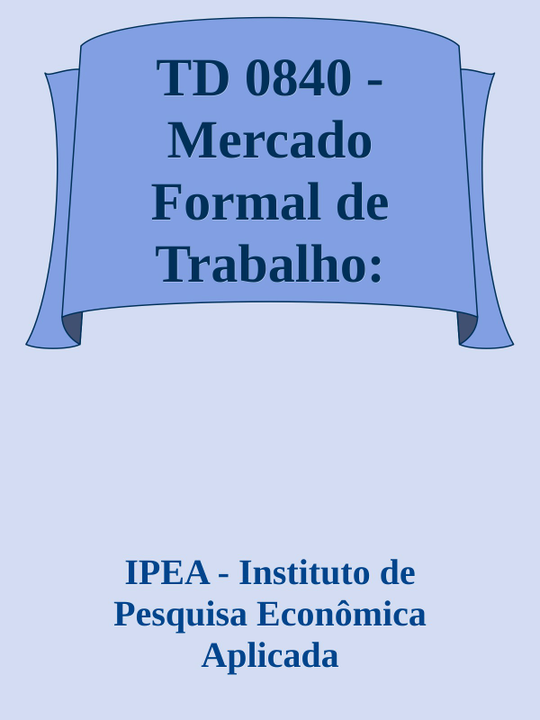 TD 0840 -
Mercado
Formal de
Trabalho:
IPEA - Instituto de
Pesquisa Econômica
Aplicada